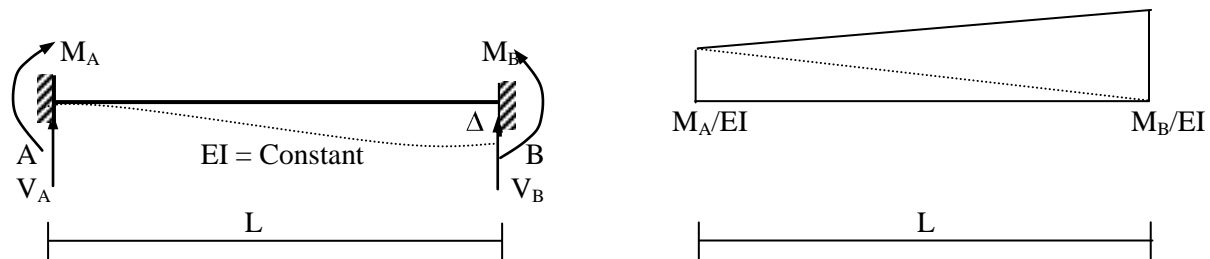 M_A
M_B
Δ
A
EI = Constant
B
V_A
V_B
L
M_A/EI
M_B/EI
L